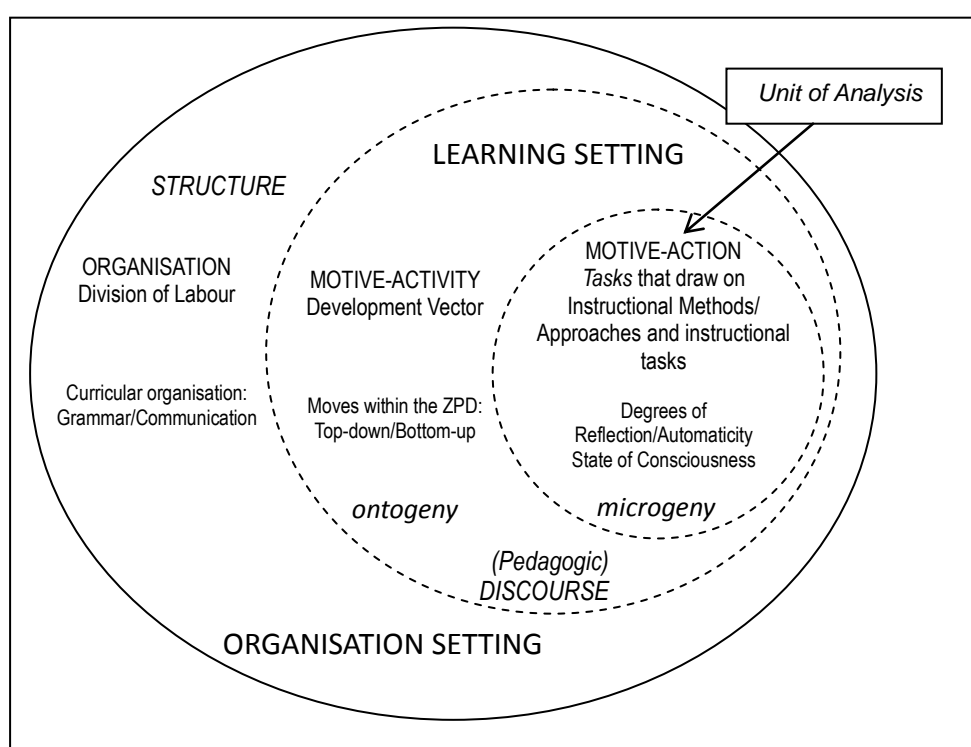 Unit of Analysis
LEARNING SETTING
STRUCTURE
ORGANISATION
Division of Labour
MOTIVE-ACTIVITY
Development Vector
MOTIVE-ACTION
Tasks that draw on
Instructional Methods/
Approaches and instructional
tasks
Curricular organisation:
Grammar/Communication
Moves within the ZPD:
Top-down/Bottom-up
Degrees of
Reflection/Automaticity
State of Consciousness
ontogeny
microgeny
(Pedagogic)
DISCOURSE
ORGANISATION SETTING